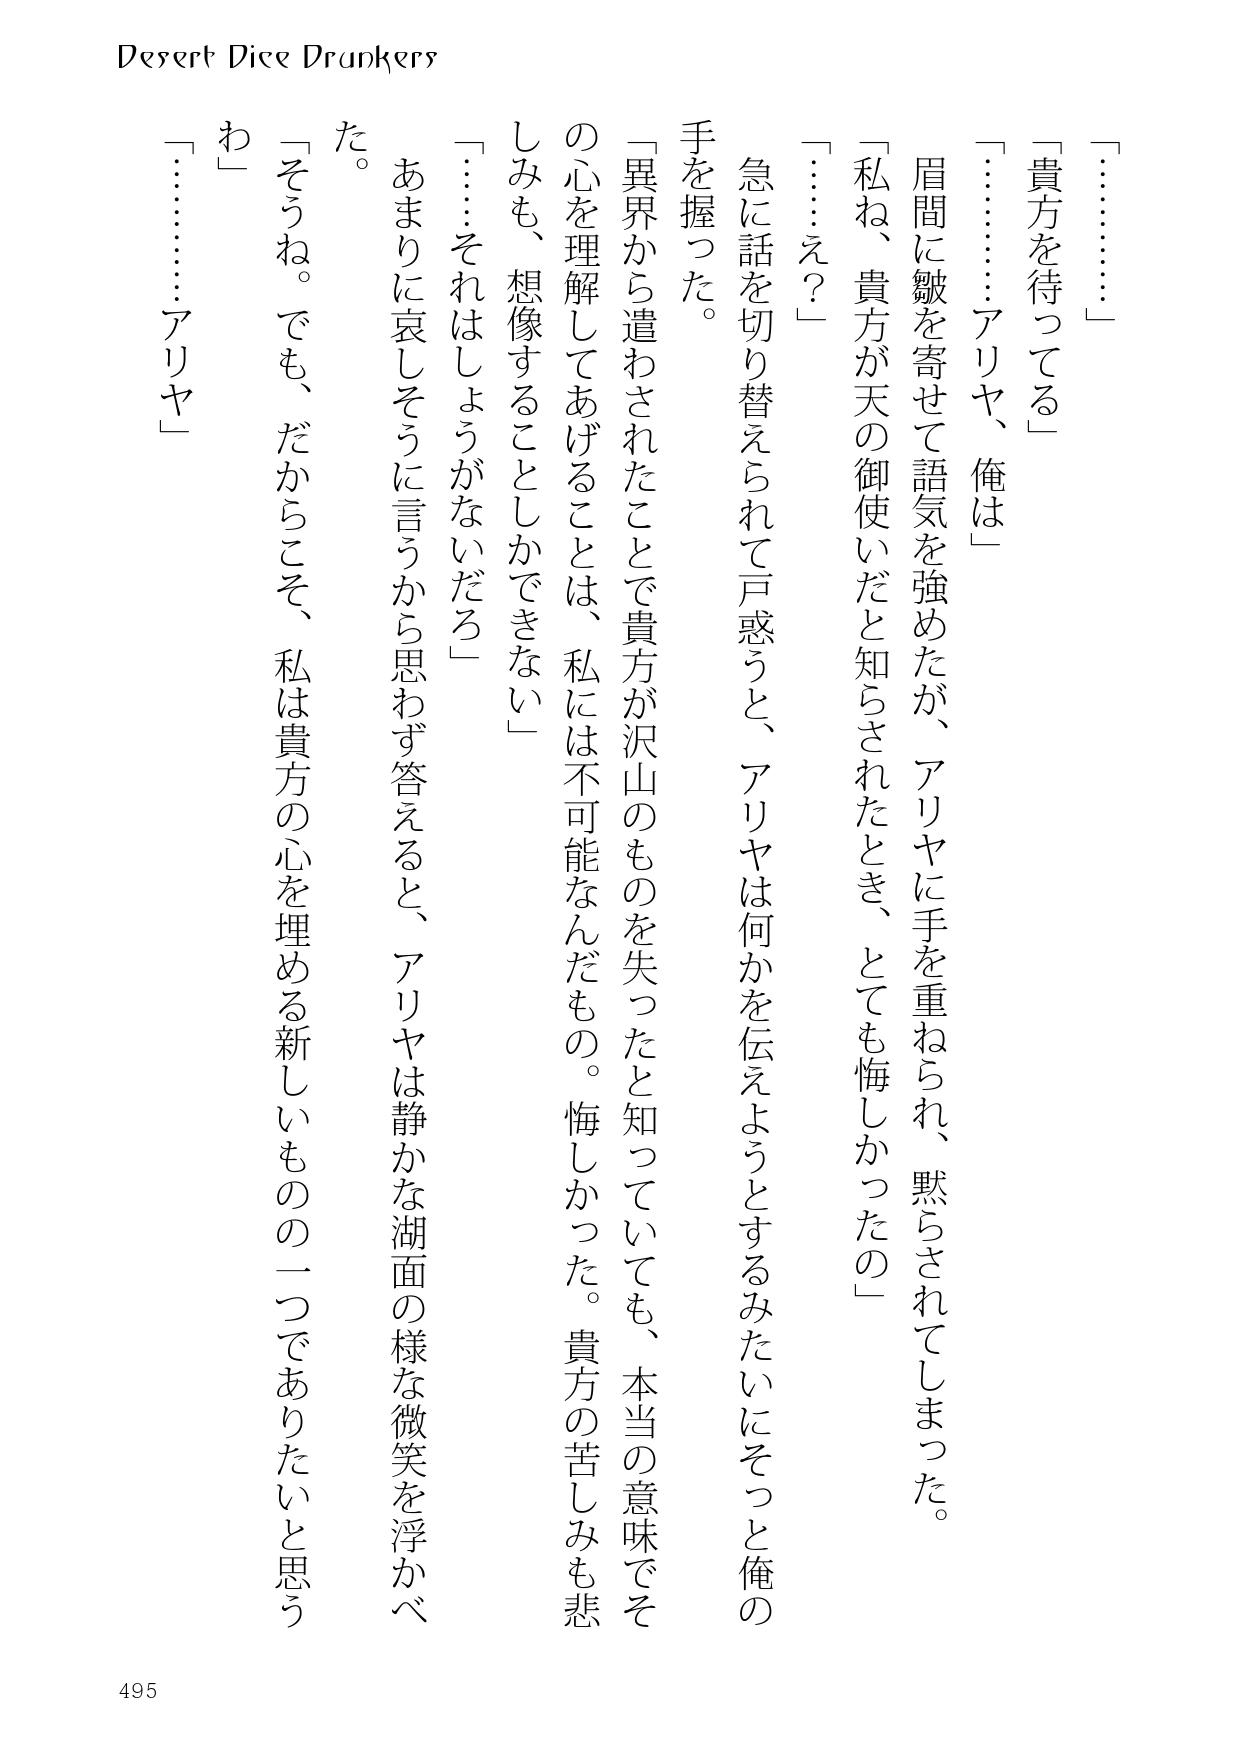 Desert Dice Drunkers
「…………」
「貴方を待ってる」
「…………アリヤ、俺は」
　眉間に皺を寄せて語気を強めたが、アリヤに手を重ねられ、黙らされてしまった。
「私ね、貴方が天の御使いだと知らされたとき、とても悔しかったの」
「……え？」
　急に話を切り替えられて戸惑うと、アリヤは何かを伝えようとするみたいにそっと俺の
手を握った。
「異界から遣わされたことで貴方が沢山のものを失ったと知っていても、本当の意味でそ
の心を理解してあげることは、私には不可能なんだもの。悔しかった。貴方の苦しみも悲
しみも、想像することしかできない」
「……それはしょうがないだろ」
　あまりに哀しそうに言うから思わず答えると、アリヤは静かな湖面の様な微笑を浮かべ
た。
「そうね。でも、だからこそ、私は貴方の心を埋める新しいものの一つでありたいと思う
わ」
「…………アリヤ」
495